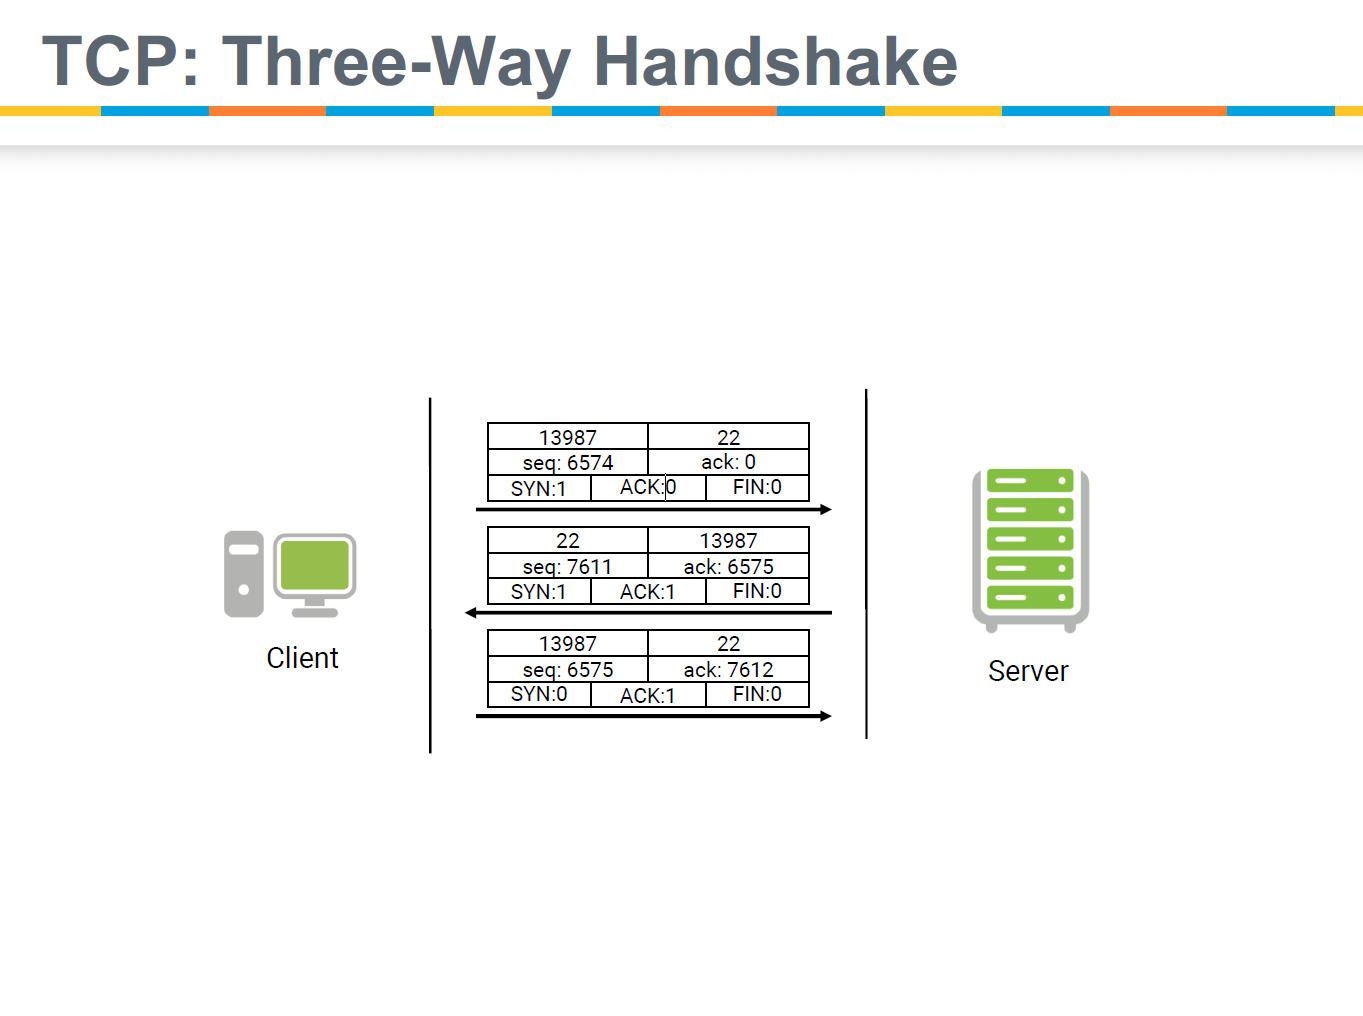 TCP: Three-Way Handshake
13987 22
seq: 6574 ack: 0
SYN:1 ACK:0 FIN:0
22 13987
seq: 7611 ack: 6575
SYN:1 ACK:1 FIN:0
13987 22
seq: 6575 ack: 7612
SYN:0 ACK:1 FIN:0
Client
Server